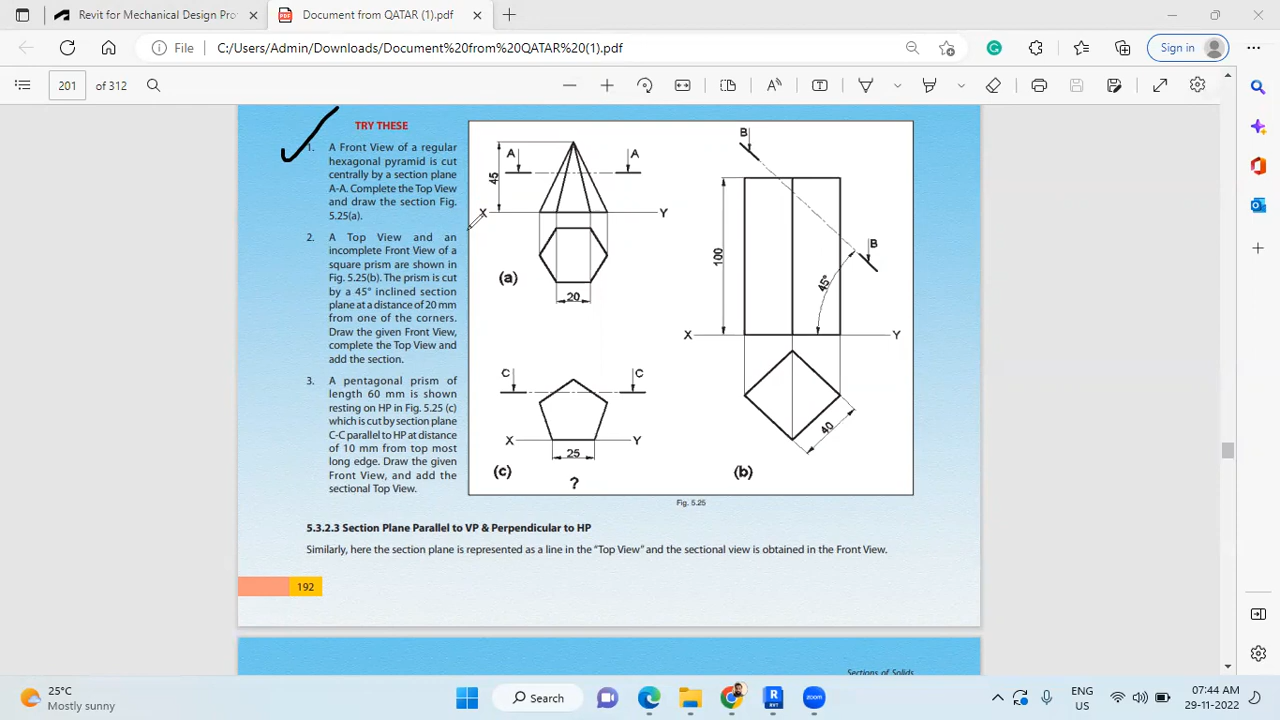 Revit for Mechanical Design Pro
Document from QATAR (1).pdf
File
C:/Users/Admin/Downloads/Document%20from%20QATAR%20(1).pdf
Sign in
201 of 312
TRY THESE
1. A Front View of a regular
hexagonal pyramid is cut
centrally by a section plane
A-A. Complete the Top View
and draw the section Fig.
5.25(a).
2. A Top View and an
incomplete Front View of a
square prism are shown in
Fig. 5.25(b). The prism is cut
by a 45° inclined section
plane at a distance of 20 mm
from one of the corners.
Draw the given Front View,
complete the Top View and
add the section.
3. A pentagonal prism of
length 60 mm is shown
resting on HP in Fig. 5.25 (c)
which is cut by section plane
C-C parallel to HP at distance
of 10 mm from top most
long edge. Draw the given
Front View, and add the
sectional Top View.
A A
45
X Y
(a)
20
C C
X Y
25
(c)
?
B
B
100
45°
X Y
40
(b)
Fig. 5.25
5.3.2.3 Section Plane Parallel to VP & Perpendicular to HP
Similarly, here the section plane is represented as a line in the "Top View" and the sectional view is obtained in the Front View.
192
Sections of Solids
25°C
Mostly sunny
Search
ENG
US
07:44 AM
29-11-2022